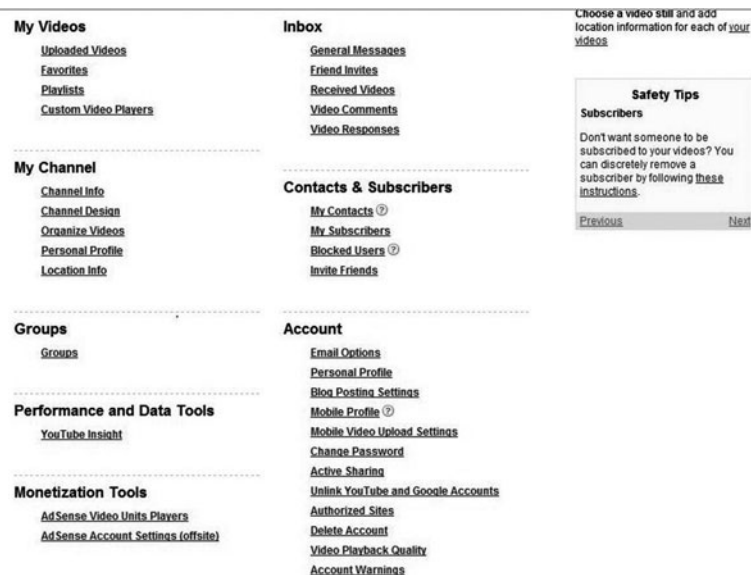 My Videos
Uploaded Videos
Favorites
Playlists
Custom Video Players
My Channel
Channel Info
Channel Design
Organize Videos
Personal Profile
Location Info
Groups
Groups
Performance and Data Tools
YouTube Insight
Monetization Tools
AdSense Video Units Players
AdSense Account Settings (offsite)
Inbox
General Messages
Friend Invites
Received Videos
Video Comments
Video Responses
Contacts & Subscribers
My Contacts ?
My Subscribers
Blocked Users ?
Invite Friends
Account
Email Options
Personal Profile
Blog Posting Settings
Mobile Profile ?
Mobile Video Upload Settings
Change Password
Active Sharing
Unlink YouTube and Google Accounts
Authorized Sites
Delete Account
Video Playback Quality
Account Warnings
Choose a video still and add
location information for each of your
videos
Safety Tips
Subscribers
Don't want someone to be
subscribed to your videos? You
can discretely remove a
subscriber by following these
instructions.
Previous Next